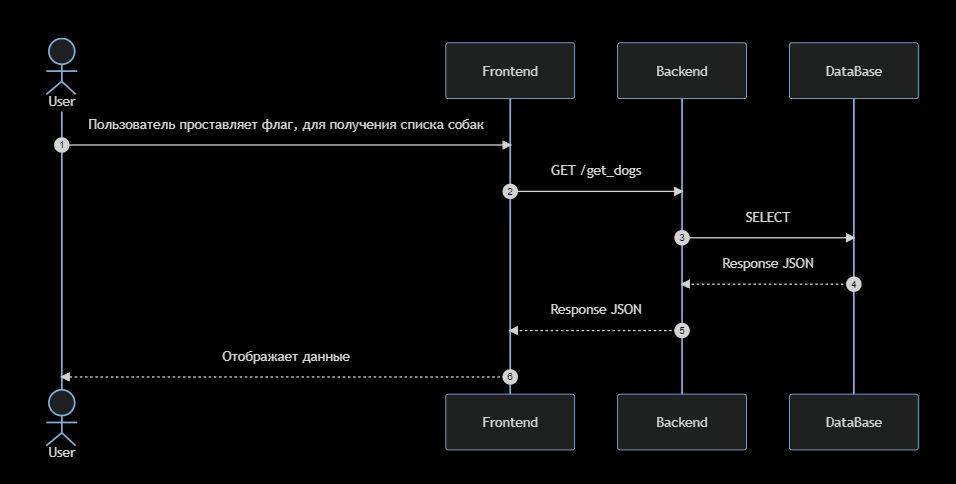 User
Frontend
Backend
DataBase
Пользователь проставляет флаг, для получения списка собак
1
GET /get_dogs
2
SELECT
3
Response JSON
4
Response JSON
5
Отображает данные
6
User
Frontend
Backend
DataBase